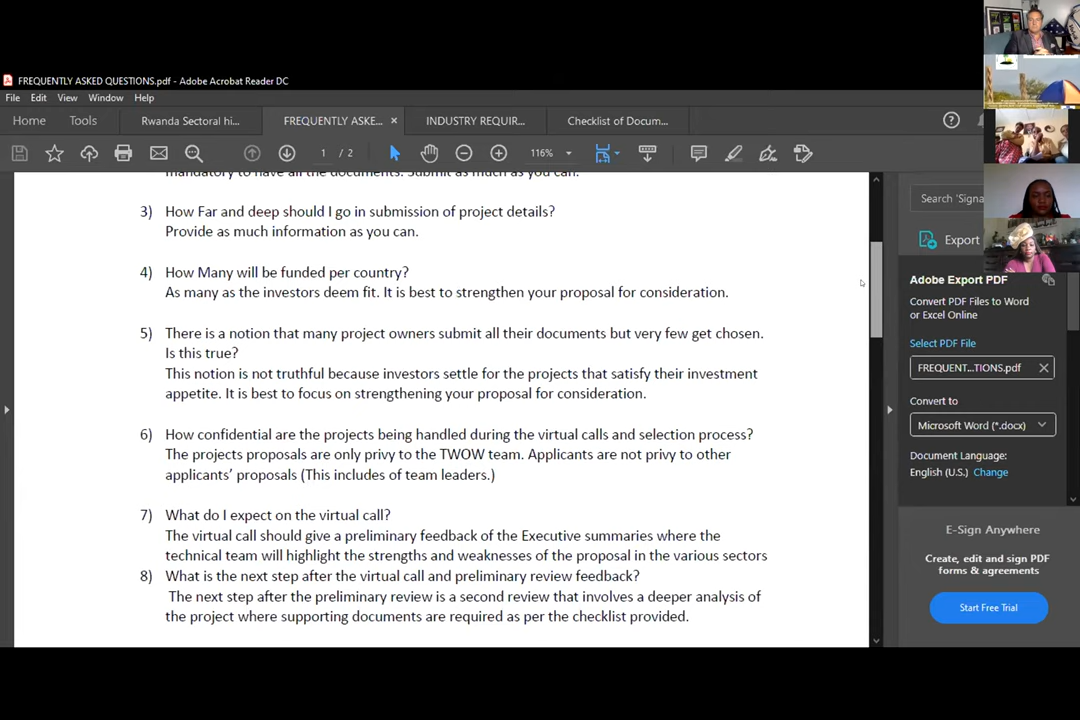 FREQUENTLY ASKED QUESTIONS.pdf - Adobe Acrobat Reader DC
File Edit View Window Help
Home Tools Rwanda Sectoral hi... FREQUENTLY ASKE... × INDUSTRY REQUIR... Checklist of Docum...
1 / 2 116%
mandatory to have all the documents. Submit as much as you can.
3) How Far and deep should I go in submission of project details?
Provide as much information as you can.
4) How Many will be funded per country?
As many as the investors deem fit. It is best to strengthen your proposal for consideration.
5) There is a notion that many project owners submit all their documents but very few get chosen.
Is this true?
This notion is not truthful because investors settle for the projects that satisfy their investment
appetite. It is best to focus on strengthening your proposal for consideration.
6) How confidential are the projects being handled during the virtual calls and selection process?
The projects proposals are only privy to the TWOW team. Applicants are not privy to other
applicants’ proposals (This includes of team leaders.)
7) What do I expect on the virtual call?
The virtual call should give a preliminary feedback of the Executive summaries where the
technical team will highlight the strengths and weaknesses of the proposal in the various sectors
8) What is the next step after the virtual call and preliminary review feedback?
The next step after the preliminary review is a second review that involves a deeper analysis of
the project where supporting documents are required as per the checklist provided.
Search 'Signa
Export
Adobe Export PDF
Convert PDF Files to Word
or Excel Online
Select PDF File
FREQUENT...TIONS.pdf
Convert to
Microsoft Word (*.docx)
Document Language:
English (U.S.) Change
E-Sign Anywhere
Create, edit and sign PDF
forms & agreements
Start Free Trial